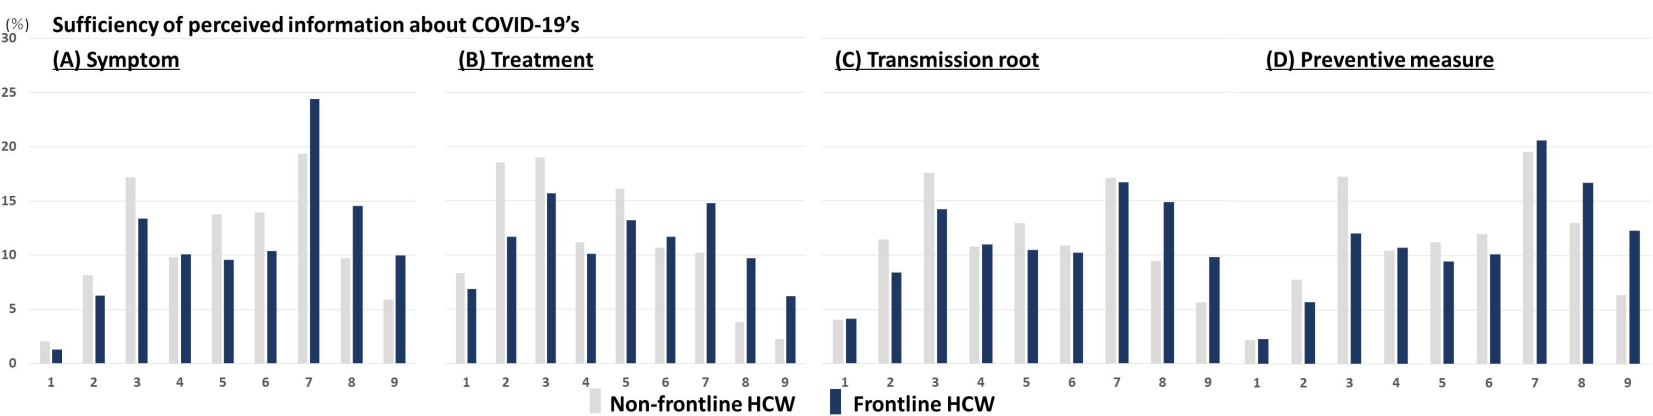 (%) Sufficiency of perceived information about COVID-19’s
30
(A) Symptom (B) Treatment (C) Transmission root (D) Preventive measure
25
20
15
10
5
0
1 2 3 4 5 6 7 8 9 1 2 3 4 5 6 7 8 9 1 2 3 4 5 6 7 8 9 1 2 3 4 5 6 7 8 9
Non-frontline HCW Frontline HCW